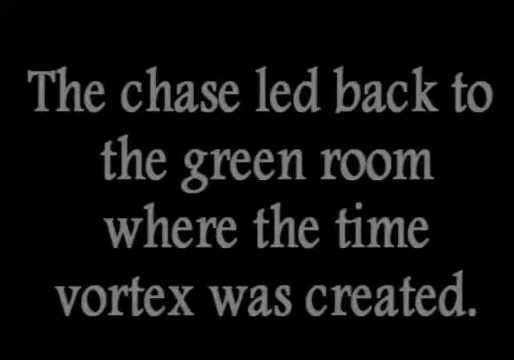 The chase led back to
the green room
where the time
vortex was created.